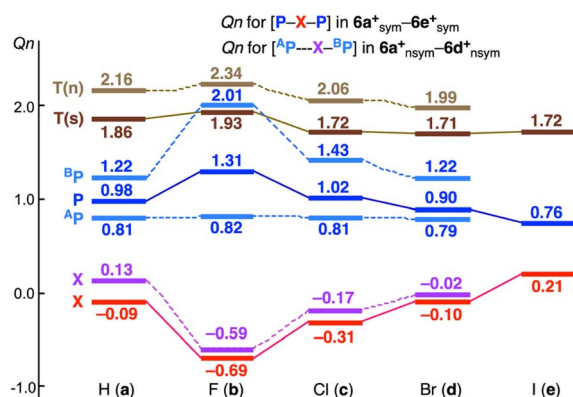 Qn
Qn for [P–X–P] in 6a⁺sym–6e⁺sym
Qn for [ᴬP---X–ᴮP] in 6a⁺nsym–6d⁺nsym
T(n) 2.16 2.34 2.06 1.99
2.0
T(s) 1.86 1.93 1.72 1.71 1.72
ᴮP 1.22 2.01 1.43 1.22
P 0.98 1.31 1.02 0.90 0.76
1.0
ᴬP 0.81 0.82 0.81 0.79
X 0.13 –0.59 –0.17 –0.02
0.0
X –0.09 –0.69 –0.31 –0.10 0.21
-1.0
H (a) F (b) Cl (c) Br (d) I (e)